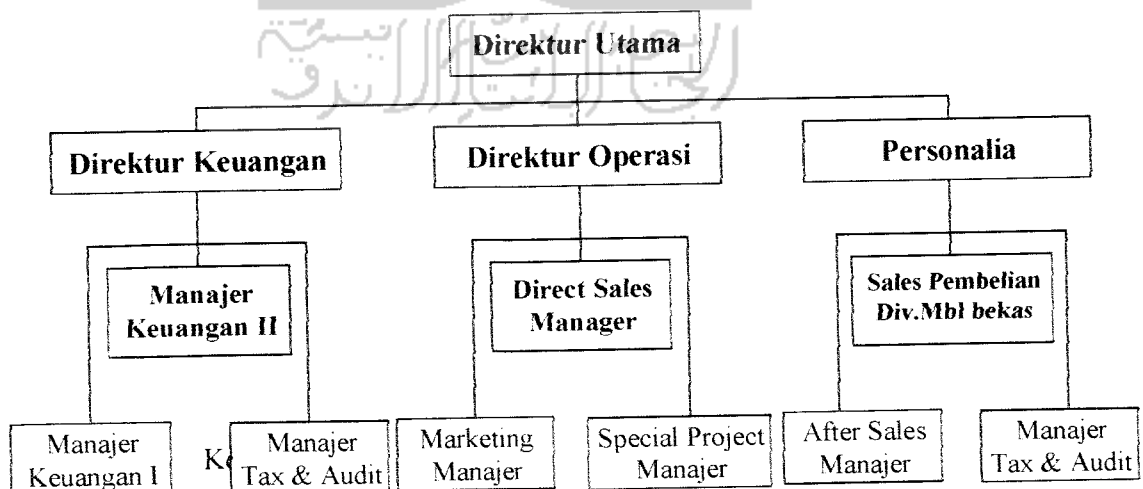 Direktur Utama
Direktur Keuangan
Direktur Operasi
Personalia
Manajer
Keuangan II
Direct Sales
Manager
Sales Pembelian
Div.Mbl bekas
Manajer
Keuangan I
Manajer
Tax & Audit
Marketing
Manajer
Special Project
Manajer
After Sales
Manajer
Manajer
Tax & Audit